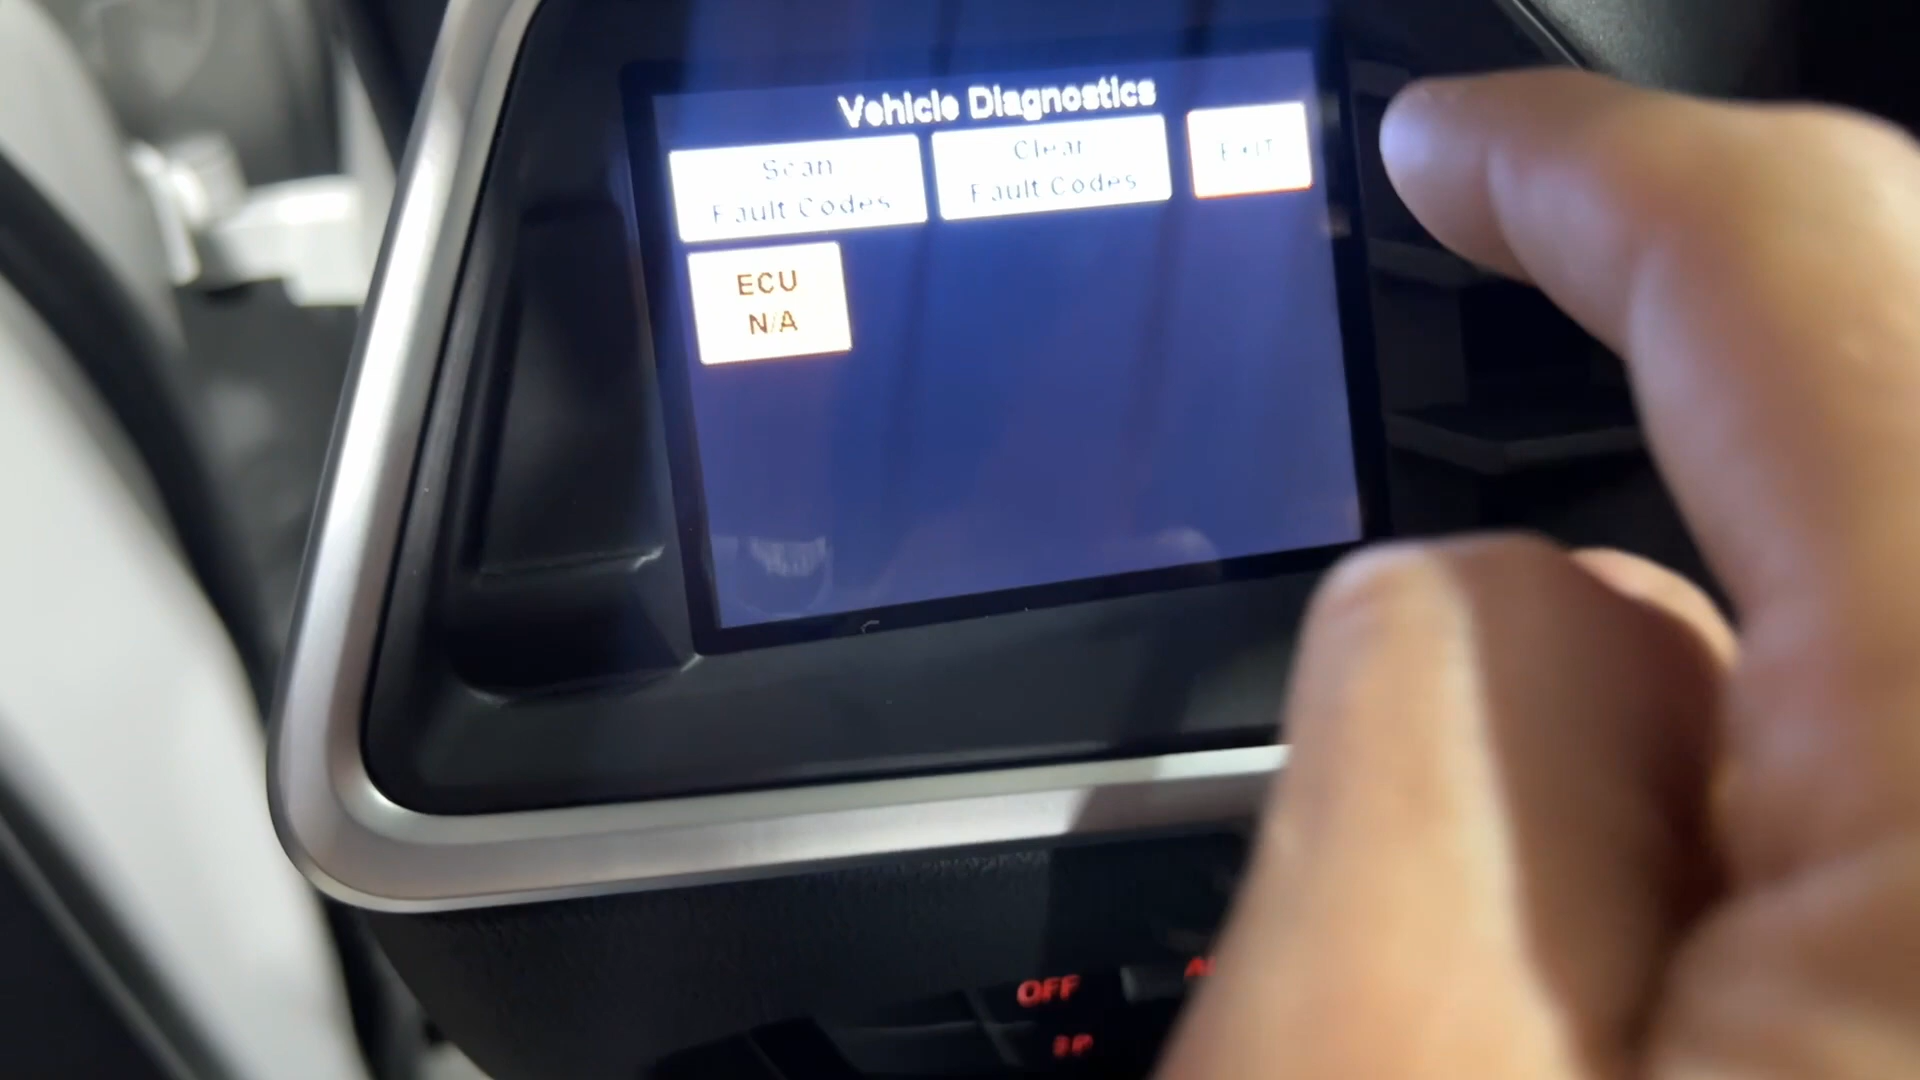 Vehicle Diagnostics
Scan
Fault Codes
Clear
Fault Codes
EXIT
ECU
N/A
OFF